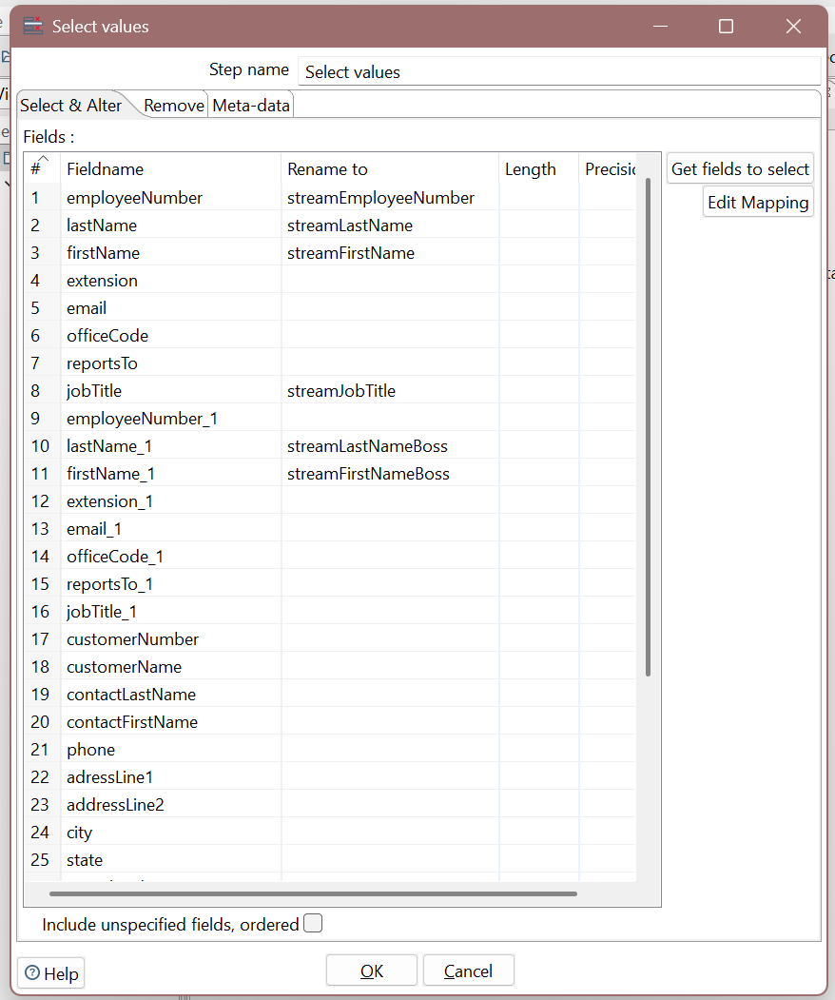 Select values
Step name Select values
Select & Alter Remove Meta-data
Fields :
# Fieldname Rename to Length Precisio
Get fields to select
Edit Mapping
1 employeeNumber streamEmployeeNumber
2 lastName streamLastName
3 firstName streamFirstName
4 extension
5 email
6 officeCode
7 reportsTo
8 jobTitle streamJobTitle
9 employeeNumber_1
10 lastName_1 streamLastNameBoss
11 firstName_1 streamFirstNameBoss
12 extension_1
13 email_1
14 officeCode_1
15 reportsTo_1
16 jobTitle_1
17 customerNumber
18 customerName
19 contactLastName
20 contactFirstName
21 phone
22 adressLine1
23 addressLine2
24 city
25 state
Include unspecified fields, ordered
Help OK Cancel